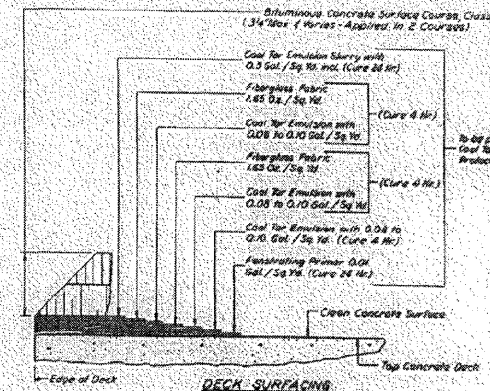 Bituminous Concrete Surface Course, Class
(3/4" Max & Varies - Applied In 2 Courses)
Coal Tar Emulsion Slurry with
0.5 Gal./Sq. Yd. incl. (Cure 24 Hr.)
Fiberglass Fabric
1.65 Oz./Sq. Yd.
(Cure 4 Hr.)
Coal Tar Emulsion with
0.08 to 0.10 Gal./Sq. Yd.
To be
Coal
Fiberglass Fabric
1.65 Oz./Sq. Yd.
(Cure 4 Hr.)
Coal Tar Emulsion with
0.08 to 0.10 Gal./Sq. Yd.
Coal Tar Emulsion with 0.08 to
0.10 Gal./Sq. Yd. (Cure 4 Hr.)
Penetrating Primer
Gal./Sq. Yd. (Cure 24 Hr.)
Clean Concrete Surface
Top Concrete Deck
Edge of Deck
DECK SURFACING